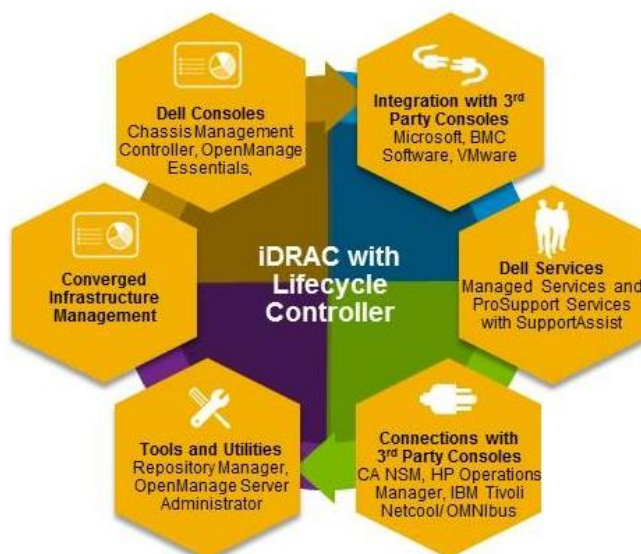 Dell Consoles
Chassis Management
Controller, OpenManage
Essentials,
Integration with 3rd
Party Consoles
Microsoft, BMC
Software, VMware
Converged
Infrastructure
Management
iDRAC with
Lifecycle
Controller
Dell Services
Managed Services and
ProSupport Services
with SupportAssist
Tools and Utilities
Repository Manager,
OpenManage Server
Administrator
Connections with
3rd Party Consoles
CA NSM, HP Operations
Manager, IBM Tivoli
Netcool/ OMNIbus